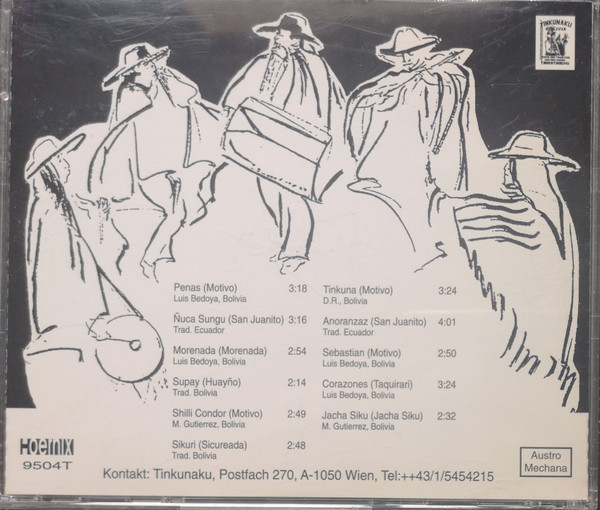 TINKUNAKU
BOLIVIA
Penas (Motivo) 3:18
Luis Bedoya, Bolivia
Ñuca Sungu (San Juanito) 3:16
Trad. Ecuador
Morenada (Morenada) 2:54
Luis Bedoya, Bolivia
Supay (Huayño) 2:14
Trad. Bolivia
Shilli Condor (Motivo) 2:49
M. Gutierrez, Bolivia
Sikuri (Sicureada) 2:48
Trad. Bolivia
Tinkuna (Motivo) 3:24
D.R., Bolivia
Anoranzaz (San Juanito) 4:01
Trad. Ecuador
Sebastian (Motivo) 2:50
Luis Bedoya, Bolivia
Corazones (Taquirari) 3:24
Luis Bedoya, Bolivia
Jacha Siku (Jacha Siku) 2:32
M. Gutierrez, Bolivia
9504T
Kontakt: Tinkunaku, Postfach 270, A-1050 Wien, Tel:++43/1/5454215
Austro
Mechana